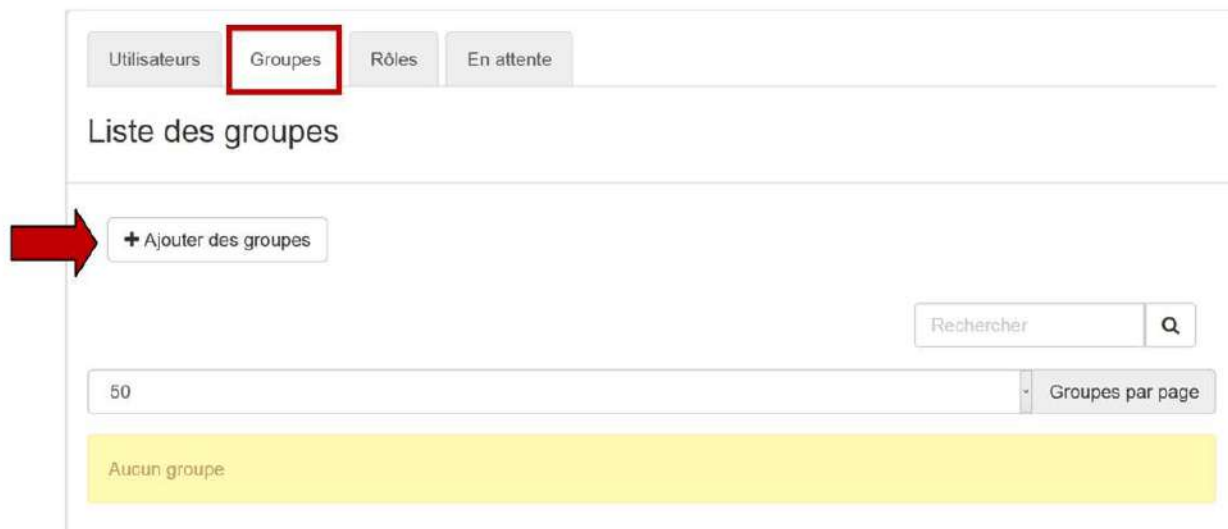 Utilisateurs Groupes Rôles En attente
Liste des groupes
+ Ajouter des groupes
Rechercher
50 Groupes par page
Aucun groupe